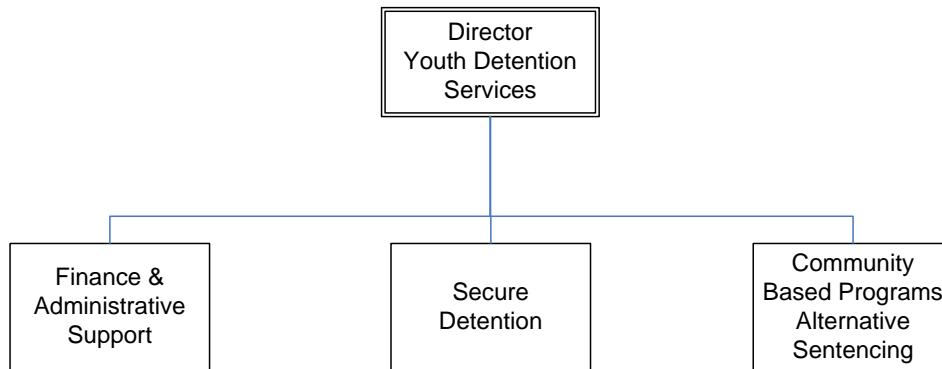 Director
Youth Detention
Services
Finance &
Administrative
Support
Secure
Detention
Community
Based Programs
Alternative
Sentencing